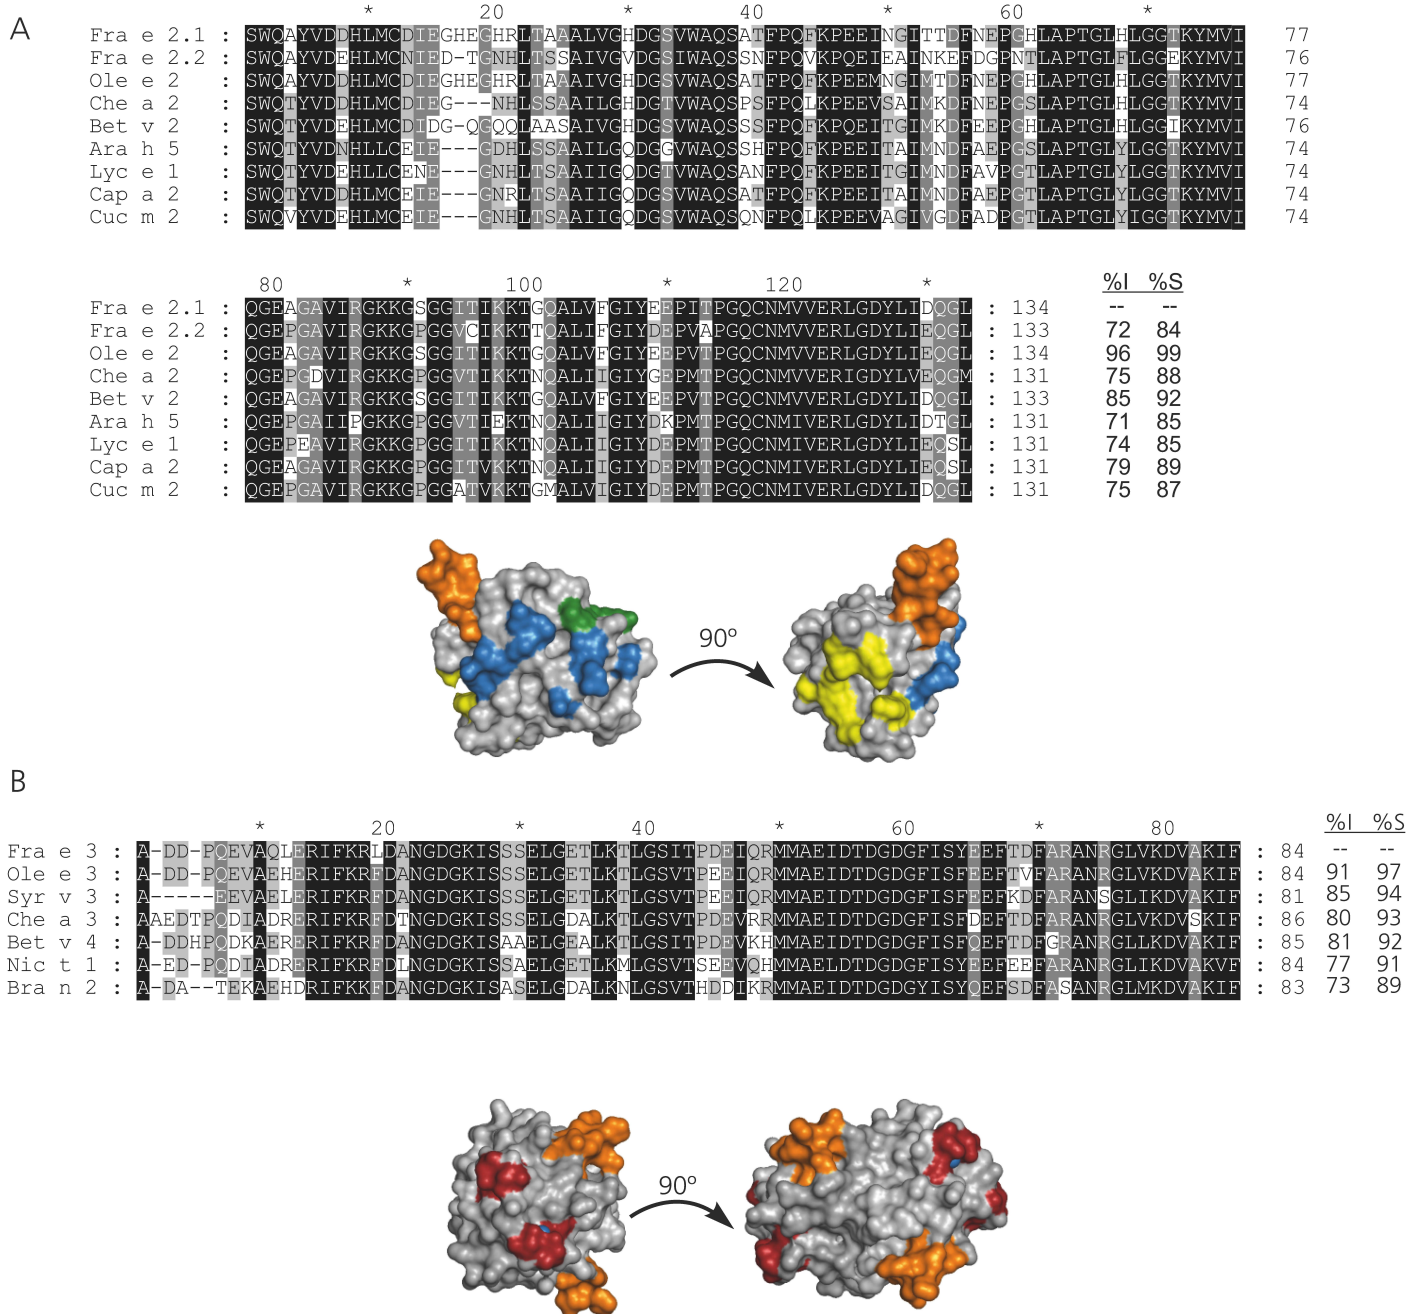 A
* 20 * 40 * 60 *
Fra e 2.1 : SWQAYVDDHLMCDIEGHEGHRLTAAALVGHDGSVWAQSATFPQFKPEEINGITTDFNEPGHLAPTGLHLGGTKYMVI 77
Fra e 2.2 : SWQAYVDEHLMCNIED-TGNHLTSSAIVGVDGSIWAQSSNFPQVKPQEIEAINKEFDGPNTLAPTGLFLGGEKYMVI 76
Ole e 2 : SWQAYVDDHLMCDIEGHEGHRLTAAAIVGHDGSVWAQSATFPQFKPEEMNGIMTDFNEPGHLAPTGLHLGGTKYMVI 77
Che a 2 : SWQTYVDDHLMCDIEG---NHLSSAAILGHDGTVWAQSPSFPQLKPEEVSAIMKDFNEPGSLAPTGLHLGGTKYMVI 74
Bet v 2 : SWQTYVDEHLMCDIDG-QGQQLAASAIVGHDGSVWAQSSSFPQFKPQEITGIMKDFEEPGHLAPTGLHLGGIKYMVI 76
Ara h 5 : SWQTYVDNHLLCEIE---GDHLSSAAILGQDGGVWAQSSHFPQFKPEEITAIMNDFAEPGSLAPTGLYLGGTKYMVI 74
Lyc e 1 : SWQTYVDEHLLCENE---GNHLTSAAIIGQDGTVWAQSANFPQFKPEEITGIMNDFAVPGTLAPTGLYLGGTKYMVI 74
Cap a 2 : SWQTYVDDHLMCEIE---GNRLTSAAIIGQDGSVWAQSATFPQFKPEEITAIMNDFAEPGTLAPTGLYLGGTKYMVI 74
Cuc m 2 : SWQVYVDEHLMCEIE---GNHLTSAAIIGQDGSVWAQSQNFPQLKPEEVAGIVGDFADPGTLAPTGLYIGGTKYMVI 74
80 * 100 * 120 * %I %S
Fra e 2.1 : QGEAGAVIRGKKGSGGITIKKTGQALVFGIYEEPITPGQCNMVVERLGDYLIDQGL : 134 -- --
Fra e 2.2 : QGEPGAVIRGKKGPGGVCIKKTTQALIFGIYDEPVAPGQCNMVVERLGDYLIEQGL : 133 72 84
Ole e 2 : QGEAGAVIRGKKGSGGITIKKTGQALVFGIYEEPVTPGQCNMVVERLGDYLIEQGL : 134 96 99
Che a 2 : QGEPGDVIRGKKGPGGVTIKKTNQALIIGIYGEPMTPGQCNMVVERLGDYLVEQGM : 131 75 88
Bet v 2 : QGEAGAVIRGKKGSGGITIKKTGQALVFGIYEEPVTPGQCNMVVERLGDYLIDQGL : 133 85 92
Ara h 5 : QGEPGAIIPGKKGPGGVTIEKTNQALIIGIYDKPMTPGQCNMIVERLGDYLIDTGL : 131 71 85
Lyc e 1 : QGEPEAVIRGKKGPGGITIKKTNQALIIGIYDEPMTPGQCNMIVERLGDYLIEQSL : 131 74 85
Cap a 2 : QGEAGAVIRGKKGPGGITVKKTNQALIIGIYDEPMTPGQCNMIVERLGDYLIEQSL : 131 79 89
Cuc m 2 : QGEPGAVIRGKKGPGGATVKKTGMALVIGIYDEPMTPGQCNMIVERLGDYLIDQGL : 131 75 87
90º
B
* 20 * 40 * 60 * 80 %I %S
Fra e 3 : A-DD-PQEVAQLERIFKRLDANGDGKISSSELGETLKTLGSITPDEIQRMMAEIDTDGDGFISYEEFTDFARANRGLVKDVAKIF : 84 -- --
Ole e 3 : A-DD-PQEVAEHERIFKRFDANGDGKISSSELGETLKTLGSVTPEEIQRMMAEIDTDGDGFISFEEFTVFARANRGLVKDVAKIF : 84 91 97
Syr v 3 : A-----EEVAELERIFKRFDANGDGKISSSELGETLKTLGSVTPEEIQRMMAEIDTDGDGFISFEEFKDFARANSGLIKDVAKIF : 81 85 94
Che a 3 : AAEDTPQDIADRERIFKRFDTNGDGKISSSELGDALKTLGSVTPDEVRRMMAEIDTDGDGFISFDEFTDFARANRGLVKDVSKIF : 86 80 93
Bet v 4 : A-DDHPQDKAERERIFKRFDANGDGKISAAELGEALKTLGSVTPDEVKHMMAEIDTDGDGFISFQEFTDFGRANRGLLKDVAKIF : 85 81 92
Nic t 1 : A-ED-PQDIADRERIFKRFDLNGDGKISSAELGETLKMLGSVTSEEVQHMMAELDTDGDGFISYEEFEEFARANRGLIKDVAKVF : 84 77 91
Bra n 2 : A-DA--TEKAEHDRIFKKFDANGDGKISASELGDALKNLGSVTHDDIKRMMAEIDTDGDGYISYQEFSDFASANRGLMKDVAKIF : 83 73 89
90º